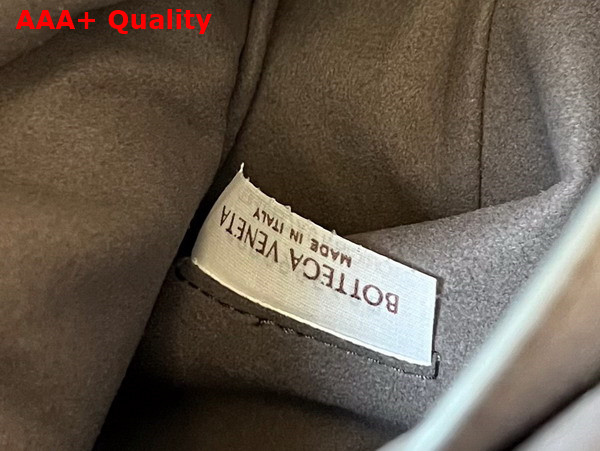 AAA+ Quality
BOTTEGA VENETA
MADE IN ITALY